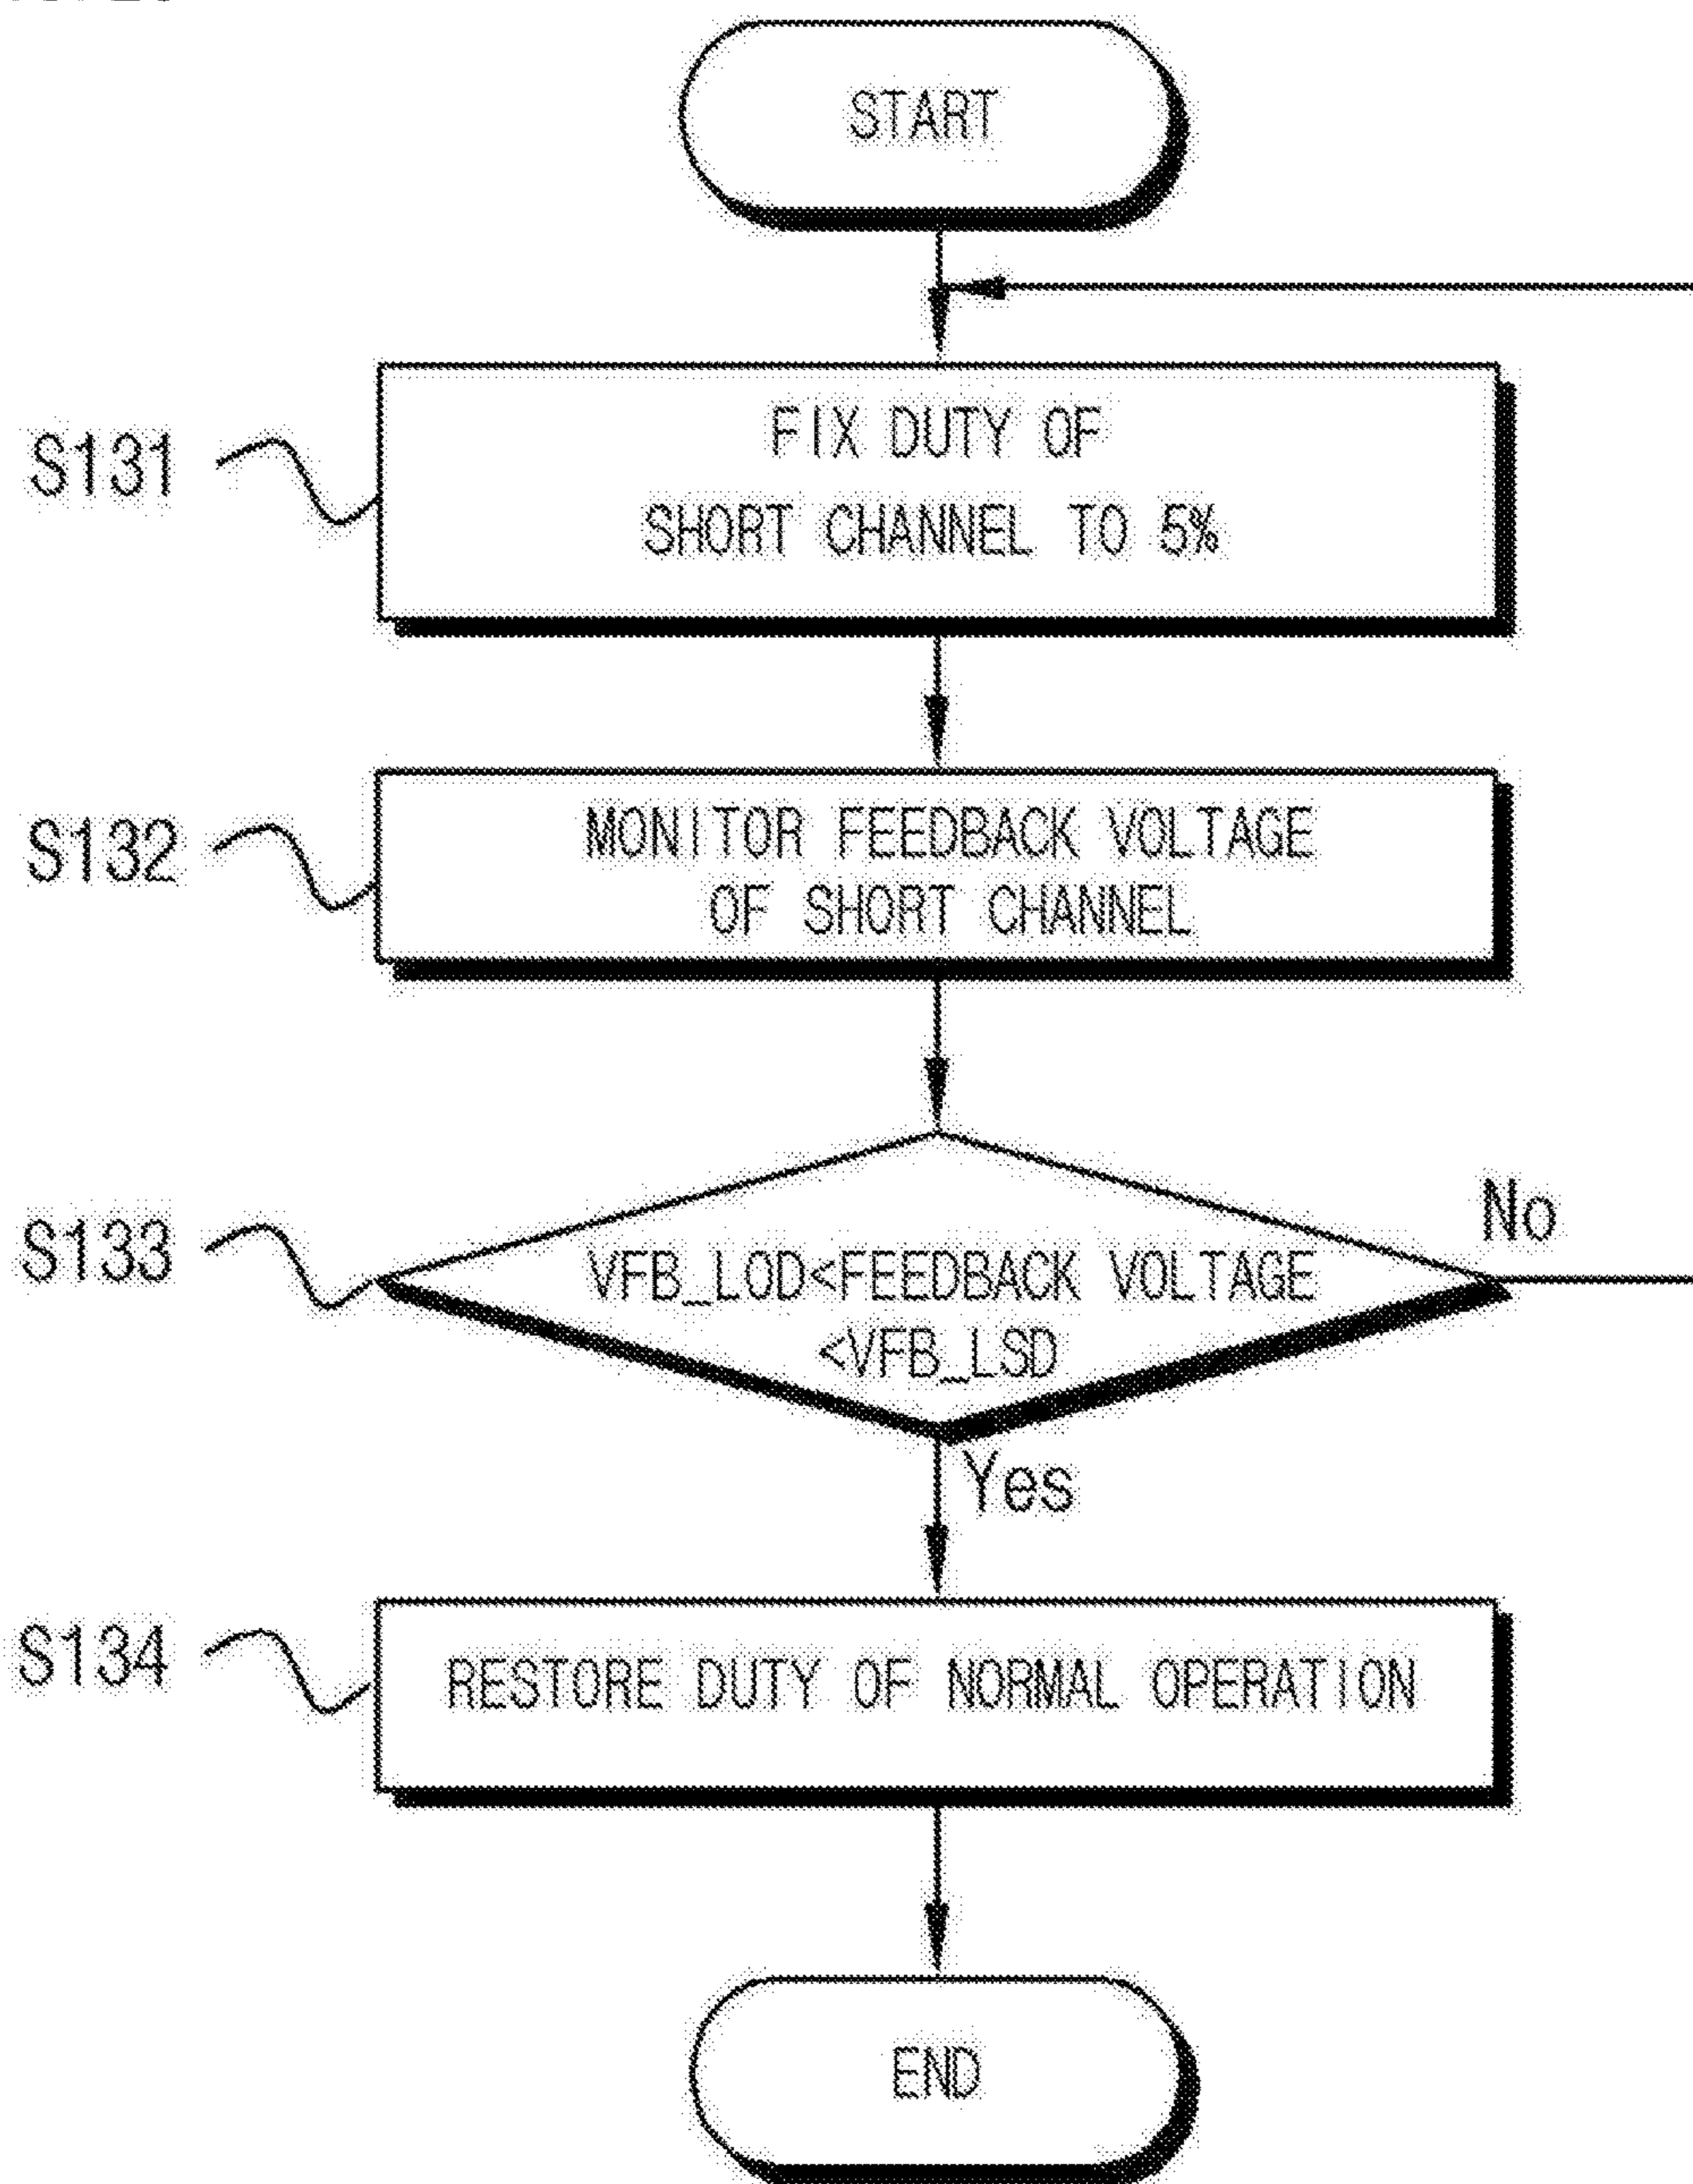 START
S131
FIX DUTY OF
SHORT CHANNEL TO 5%
S132
MONITOR FEEDBACK VOLTAGE
OF SHORT CHANNEL
S133
VFB_LOD<FEEDBACK VOLTAGE
<VFB_LSD
No
Yes
S134
RESTORE DUTY OF NORMAL OPERATION
END